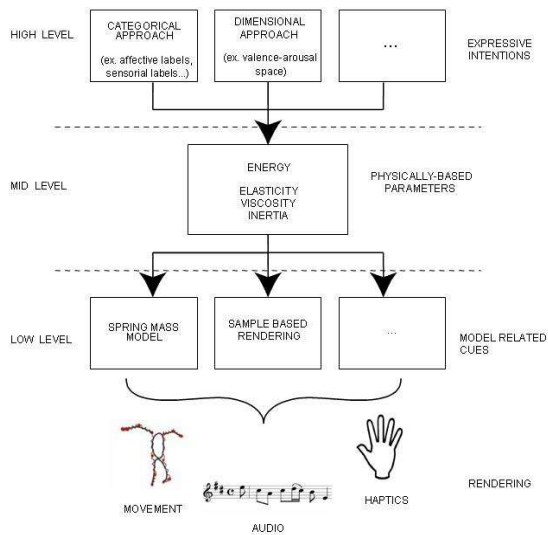 HIGH LEVEL
CATEGORICAL
APPROACH
(ex. affective labels,
sensorial labels...)
DIMENSIONAL
APPROACH
(ex. valence-arousal
space)
...
EXPRESSIVE
INTENTIONS
MID LEVEL
ENERGY
ELASTICITY
VISCOSITY
INERTIA
PHYSICALLY-BASED
PARAMETERS
LOW LEVEL
SPRING MASS
MODEL
SAMPLE BASED
RENDERING
...
MODEL RELATED
CUES
MOVEMENT
AUDIO
HAPTICS
RENDERING